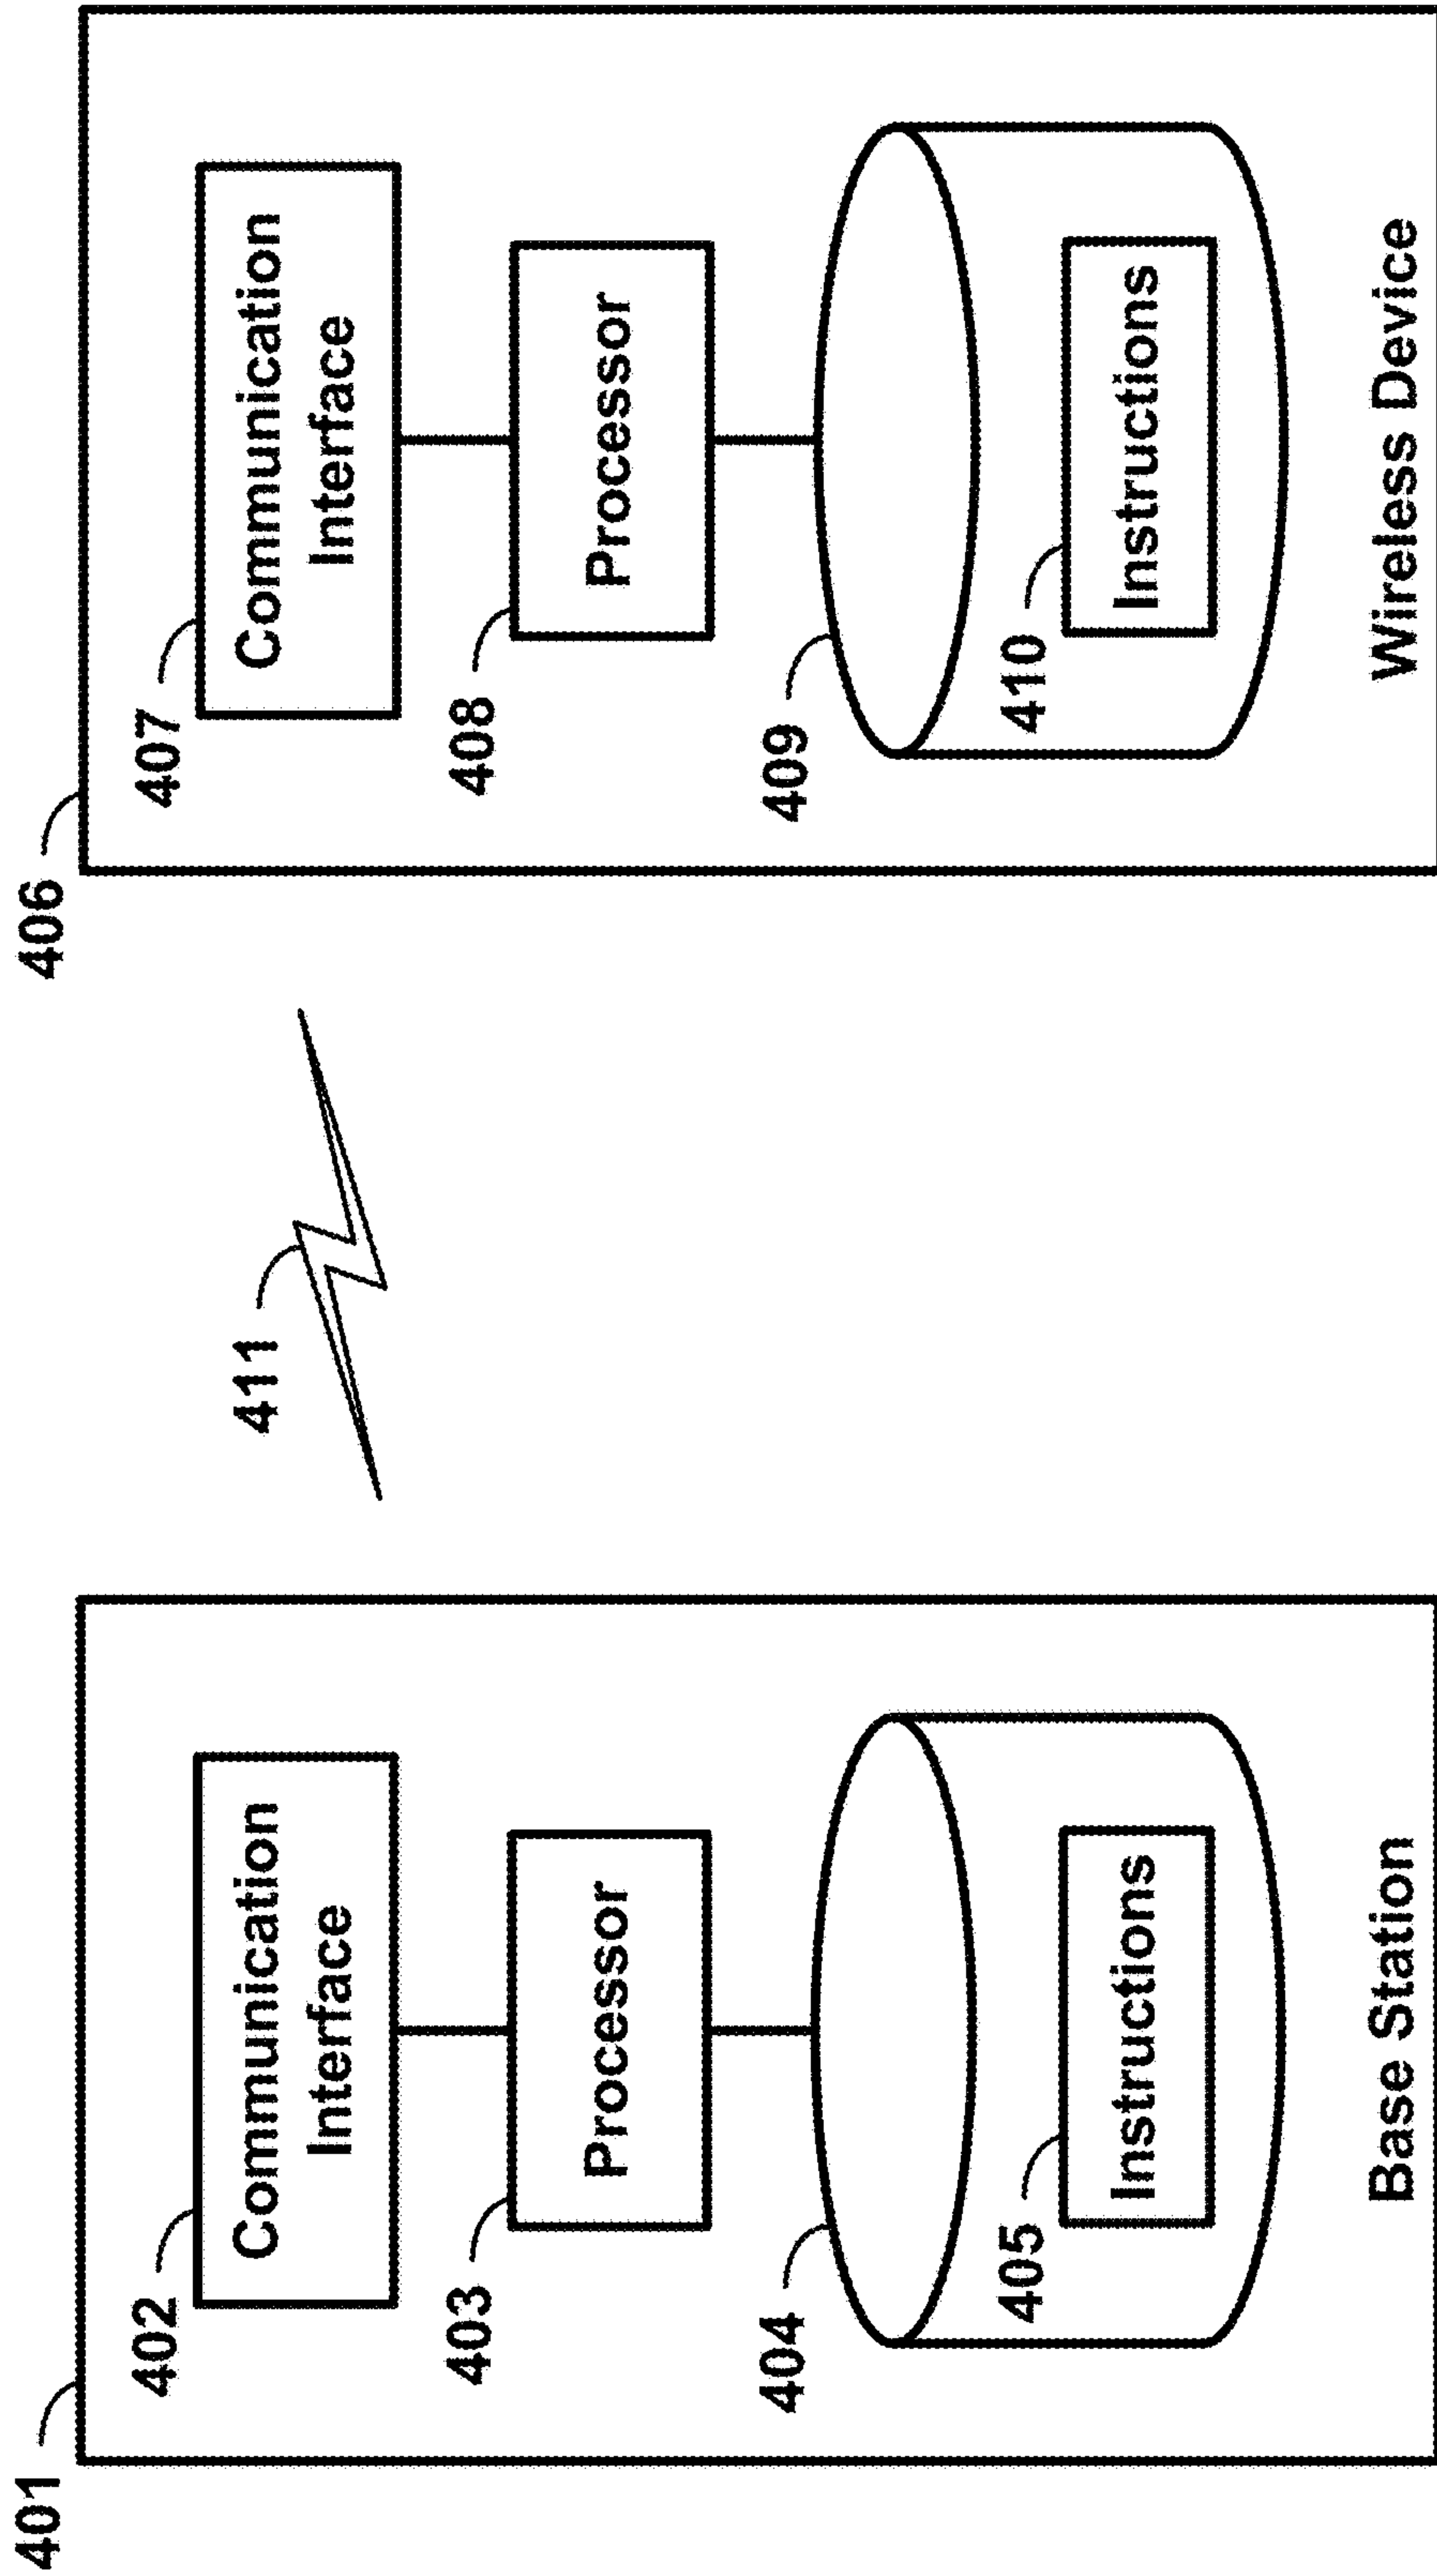 401
402
Communication
Interface
403
Processor
404
405
Instructions
Base Station
411
406
407
Communication
Interface
408
Processor
409
410
Instructions
Wireless Device